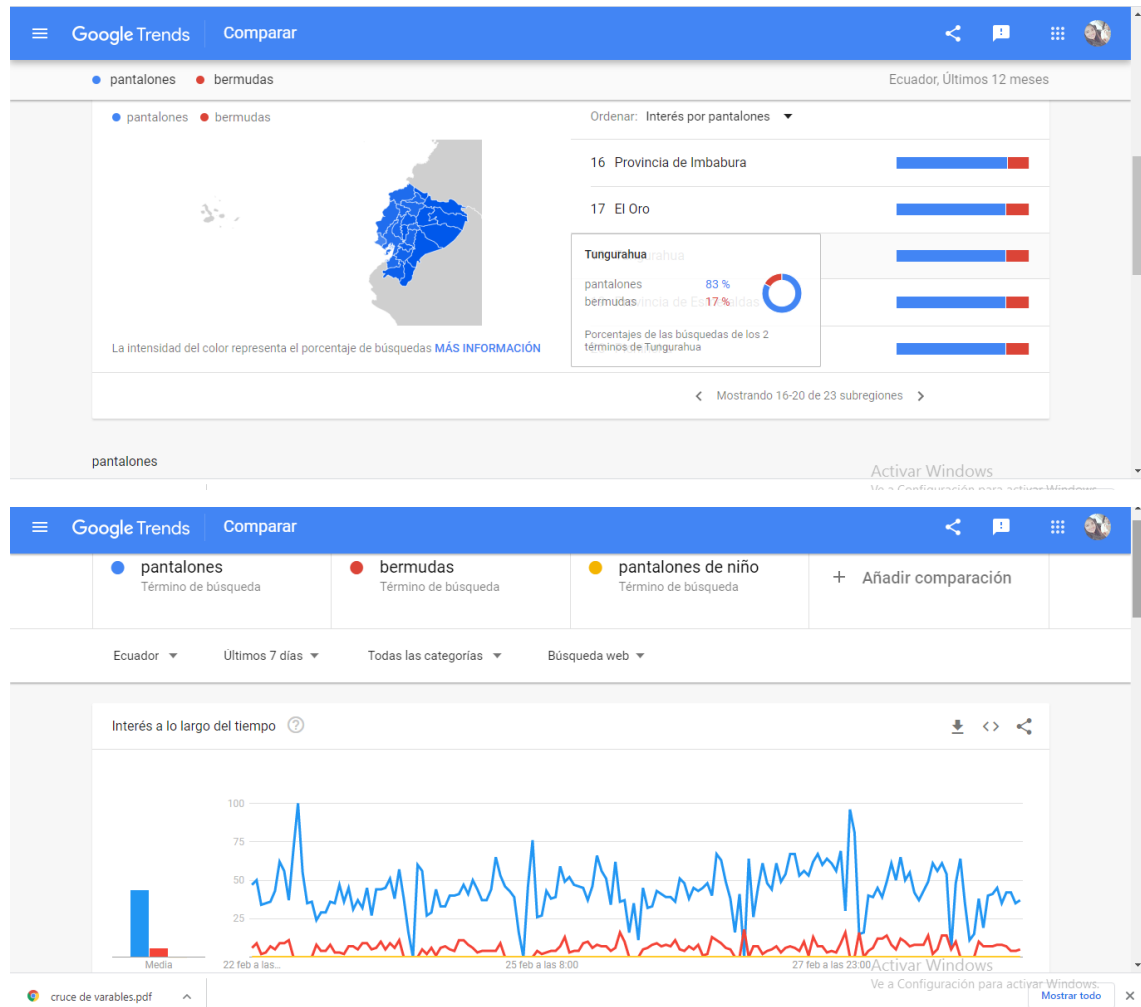 Google Trends Comparar
pantalones bermudas Ecuador, Últimos 12 meses
pantalones bermudas
Ordenar: Interés por pantalones
16 Provincia de Imbabura
17 El Oro
Tungurahua
pantalones 83 %
bermudas 17 %
Porcentajes de las búsquedas de los 2
términos de Tungurahua
La intensidad del color representa el porcentaje de búsquedas MÁS INFORMACIÓN
Mostrando 16-20 de 23 subregiones
pantalones
Activar Windows
Ve a Configuración para activar Windows.
Google Trends Comparar
pantalones bermudas pantalones de niño + Añadir comparación
Término de búsqueda Término de búsqueda Término de búsqueda
Ecuador Últimos 7 días Todas las categorías Búsqueda web
Interés a lo largo del tiempo ?
100
75
50
25
Media 22 feb a las... 25 feb a las 8:00 27 feb a las 23:00
Activar Windows
Ve a Configuración para activar Windows.
cruce de varables.pdf Mostrar todo